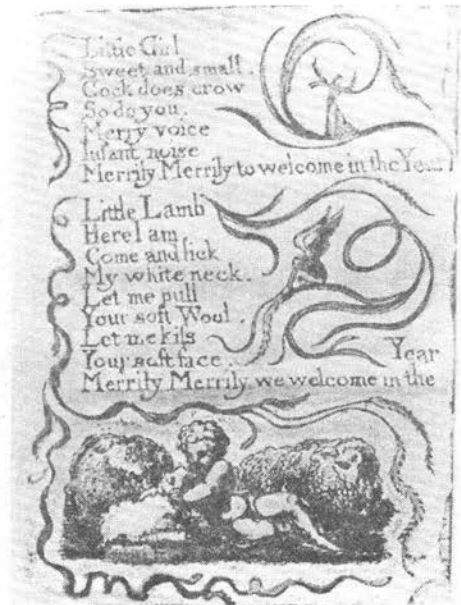 Little Girl
Sweet and small.
Cock does crow
So do you.
Merry voice
Infant noise
Merrily Merrily to welcome in the Year
Little Lamb
Here I am,
Come and lick
My white neck.
Let me pull
Your soft Wool.
Let me kiſs
Your soft face.
Merrily Merrily we welcome in the Year